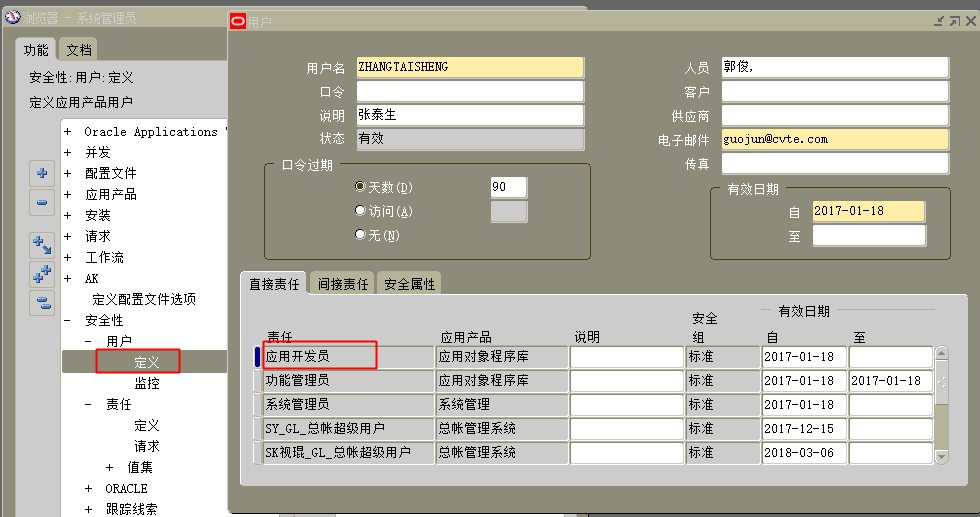 浏览器 - 系统管理员
功能 文档
安全性: 用户: 定义
定义应用产品用户
+ Oracle Applications
+ 并发
+ 配置文件
+ 应用产品
+ 安装
+ 请求
+ 工作流
+ AK
定义配置文件选项
- 安全性
- 用户
定义
监控
- 责任
定义
请求
+ 值集
+ ORACLE
+ 跟踪线索
用户
用户名 ZHANGTAISHENG
口令
说明 张泰生
状态 有效
人员 郭俊,
客户
供应商
电子邮件 guojun@cvte.com
传真
口令过期
天数(D) 90
访问(A)
无(N)
有效日期
自 2017-01-18
至
直接责任 间接责任 安全属性
有效日期
责任 应用产品 说明 安全组 自 至
应用开发员 应用对象程序库 标准 2017-01-18
功能管理员 应用对象程序库 标准 2017-01-18 2017-01-18
系统管理员 系统管理 标准 2017-01-18
SY_GL_总帐超级用户 总帐管理系统 标准 2017-12-15
SK视琨_GL_总帐超级用户 总帐管理系统 标准 2018-03-06